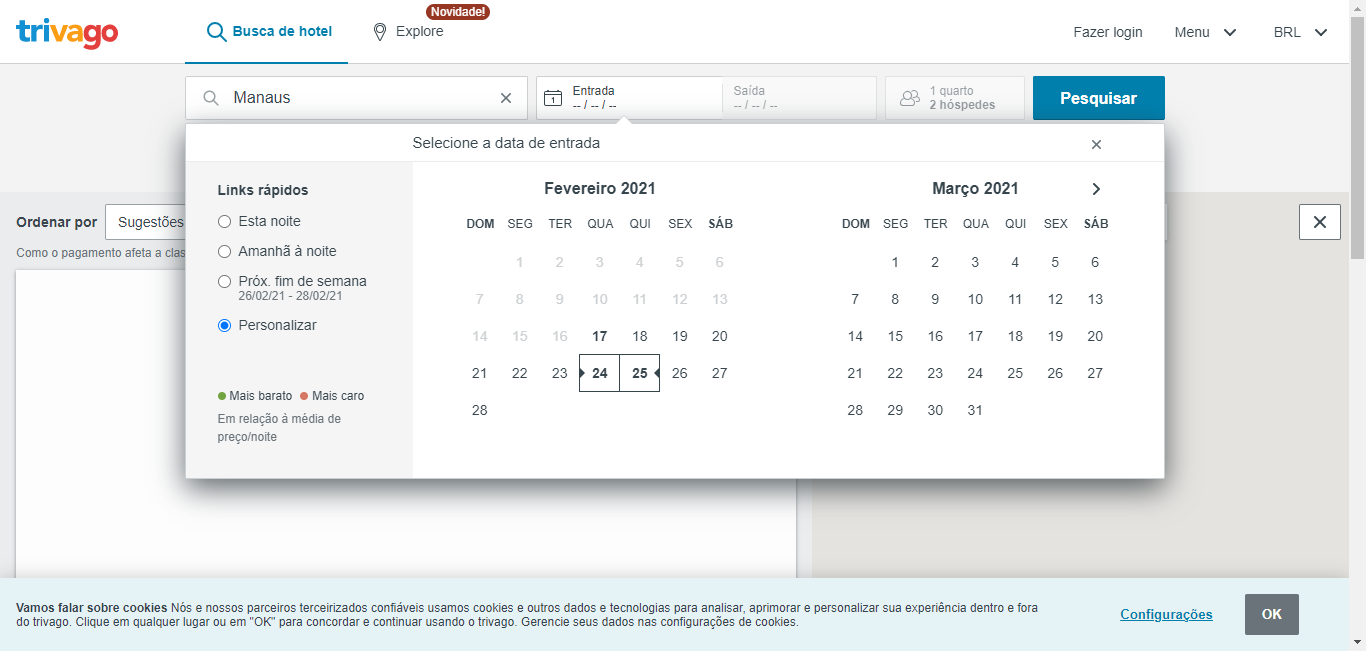 trivago
Busca de hotel
Novidade!
Explore
Fazer login
Menu
BRL
Manaus
Entrada
-- / -- / --
Saída
-- / -- / --
1 quarto
2 hóspedes
Pesquisar
Selecione a data de entrada
Links rápidos
Esta noite
Amanhã à noite
Próx. fim de semana
26/02/21 - 28/02/21
Personalizar
Mais barato Mais caro
Em relação à média de
preço/noite
Fevereiro 2021
DOM SEG TER QUA QUI SEX SÁB
1 2 3 4 5 6
7 8 9 10 11 12 13
14 15 16 17 18 19 20
21 22 23 24 25 26 27
28
Março 2021
DOM SEG TER QUA QUI SEX SÁB
1 2 3 4 5 6
7 8 9 10 11 12 13
14 15 16 17 18 19 20
21 22 23 24 25 26 27
28 29 30 31
Ordenar por
Sugestões
Como o pagamento afeta a clas
Vamos falar sobre cookies Nós e nossos parceiros terceirizados confiáveis usamos cookies e outros dados e tecnologias para analisar, aprimorar e personalizar sua experiência dentro e fora
do trivago. Clique em qualquer lugar ou em "OK" para concordar e continuar usando o trivago. Gerencie seus dados nas configurações de cookies.
Configurações
OK